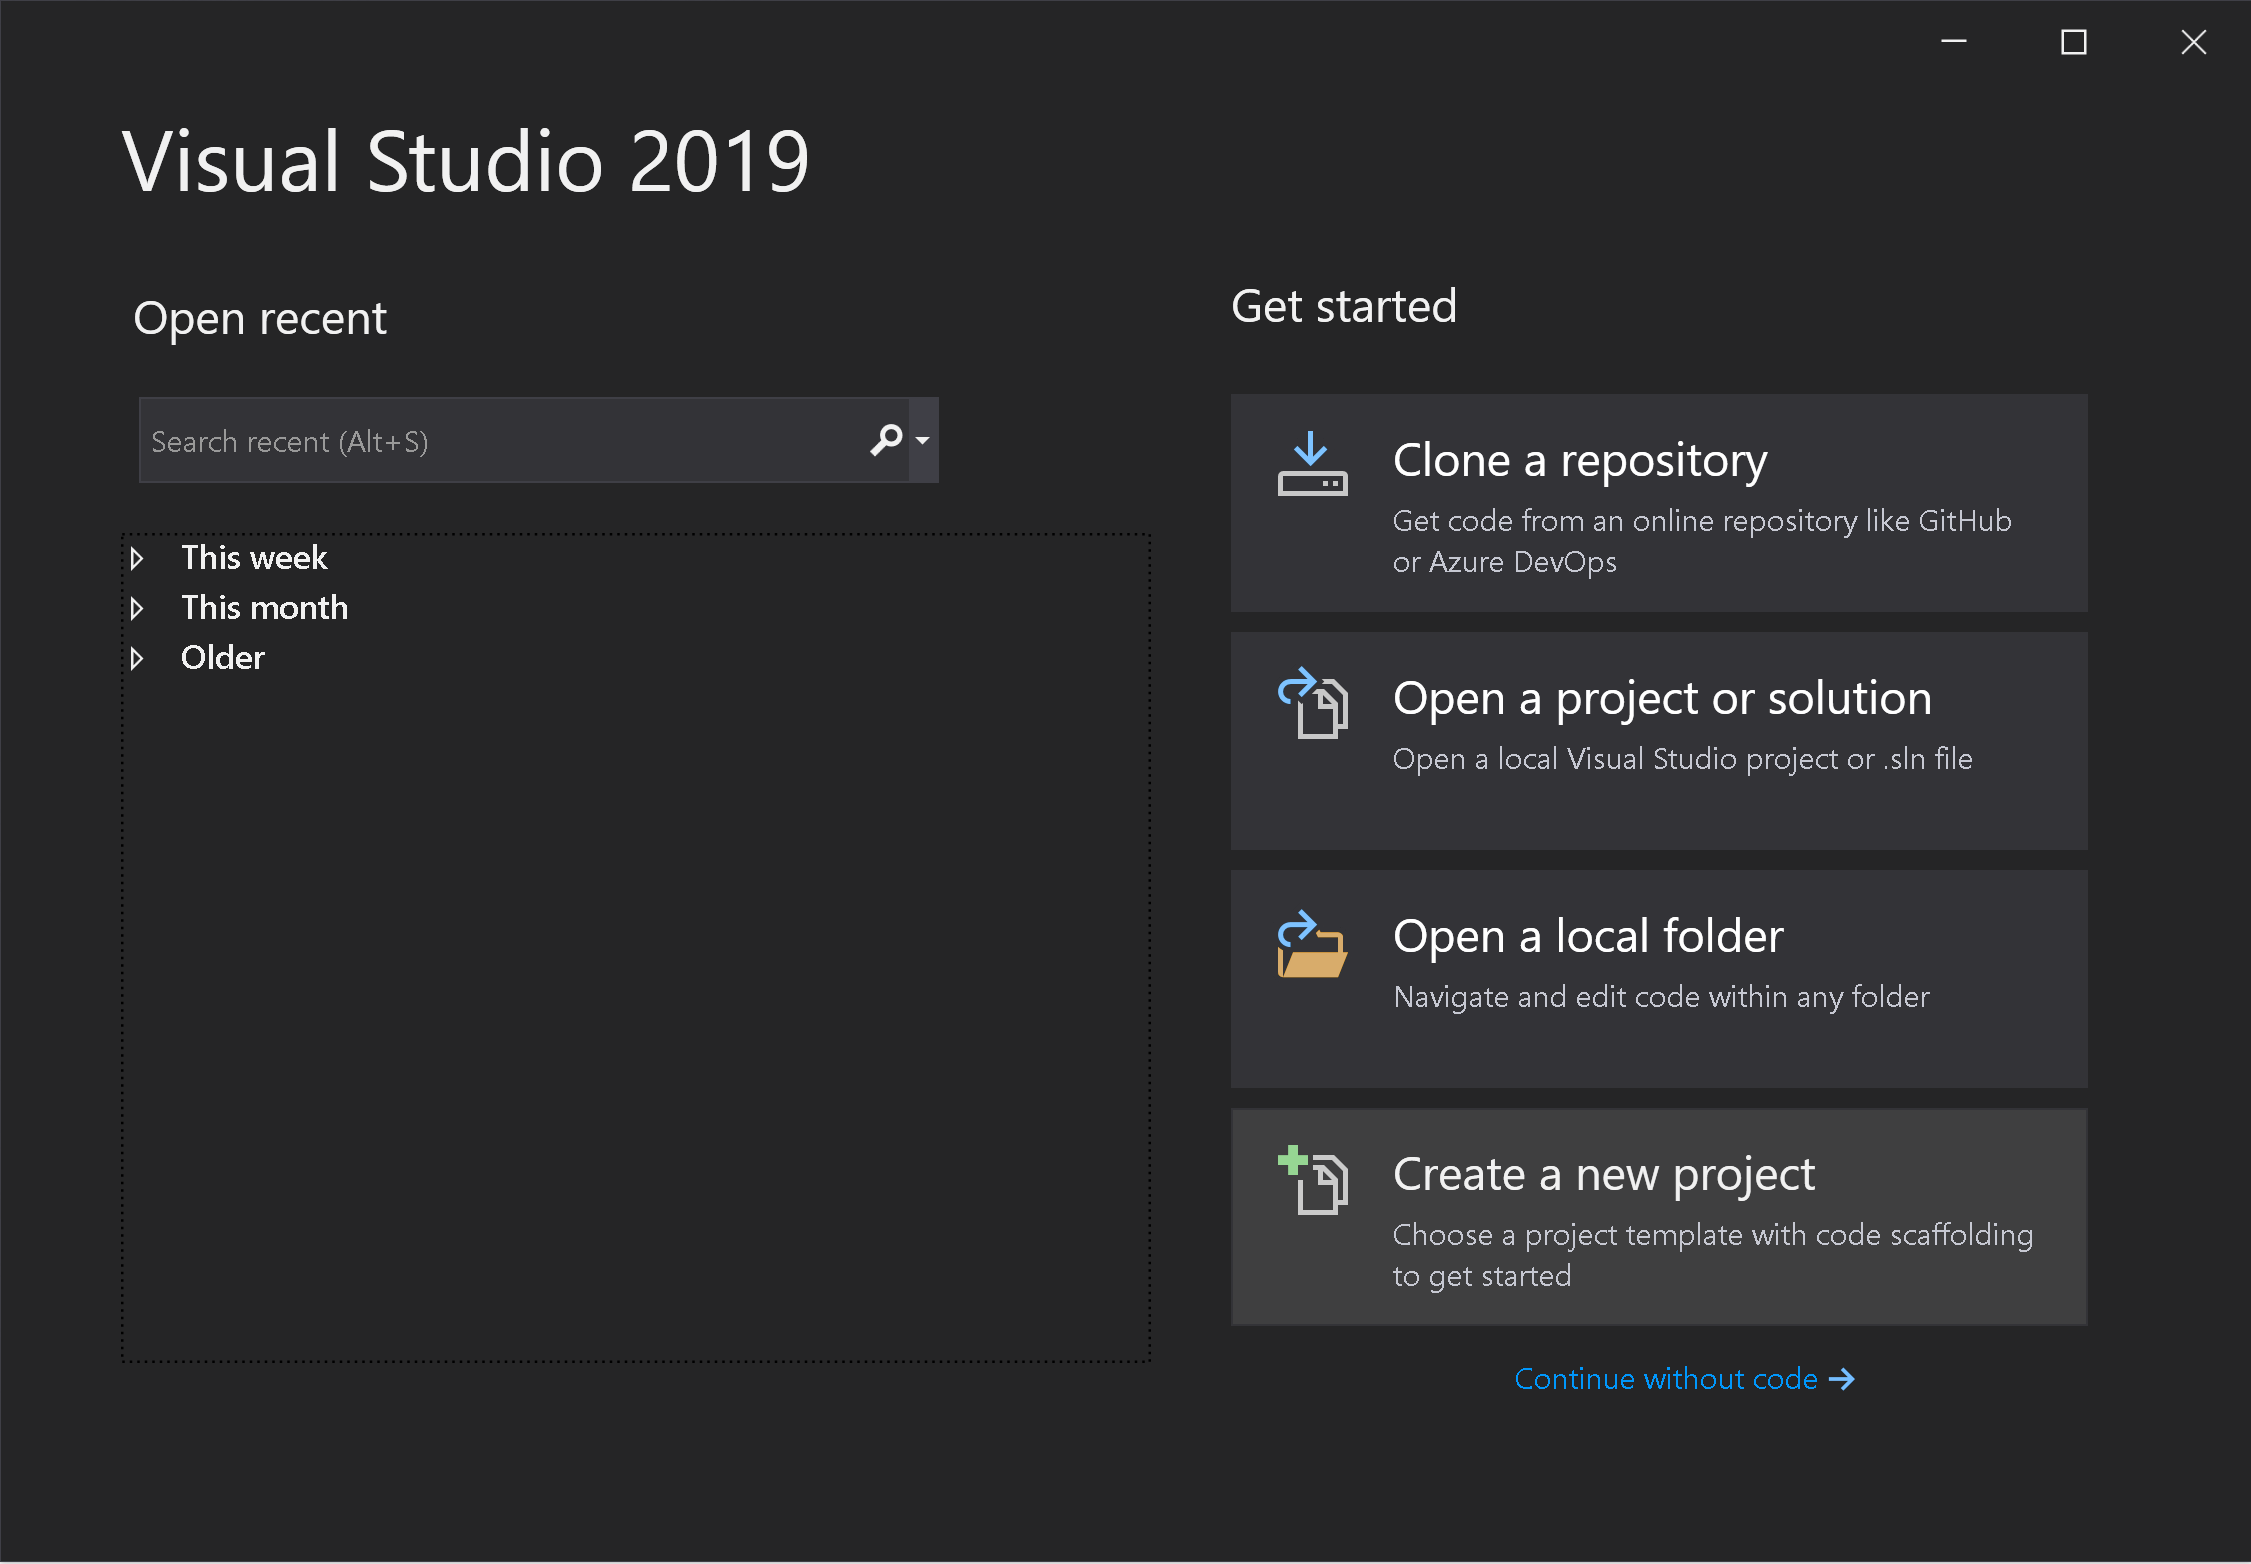 Visual Studio 2019
Open recent
Search recent (Alt+S)
This week
This month
Older
Get started
Clone a repository
Get code from an online repository like GitHub
or Azure DevOps
Open a project or solution
Open a local Visual Studio project or .sln file
Open a local folder
Navigate and edit code within any folder
Create a new project
Choose a project template with code scaffolding
to get started
Continue without code